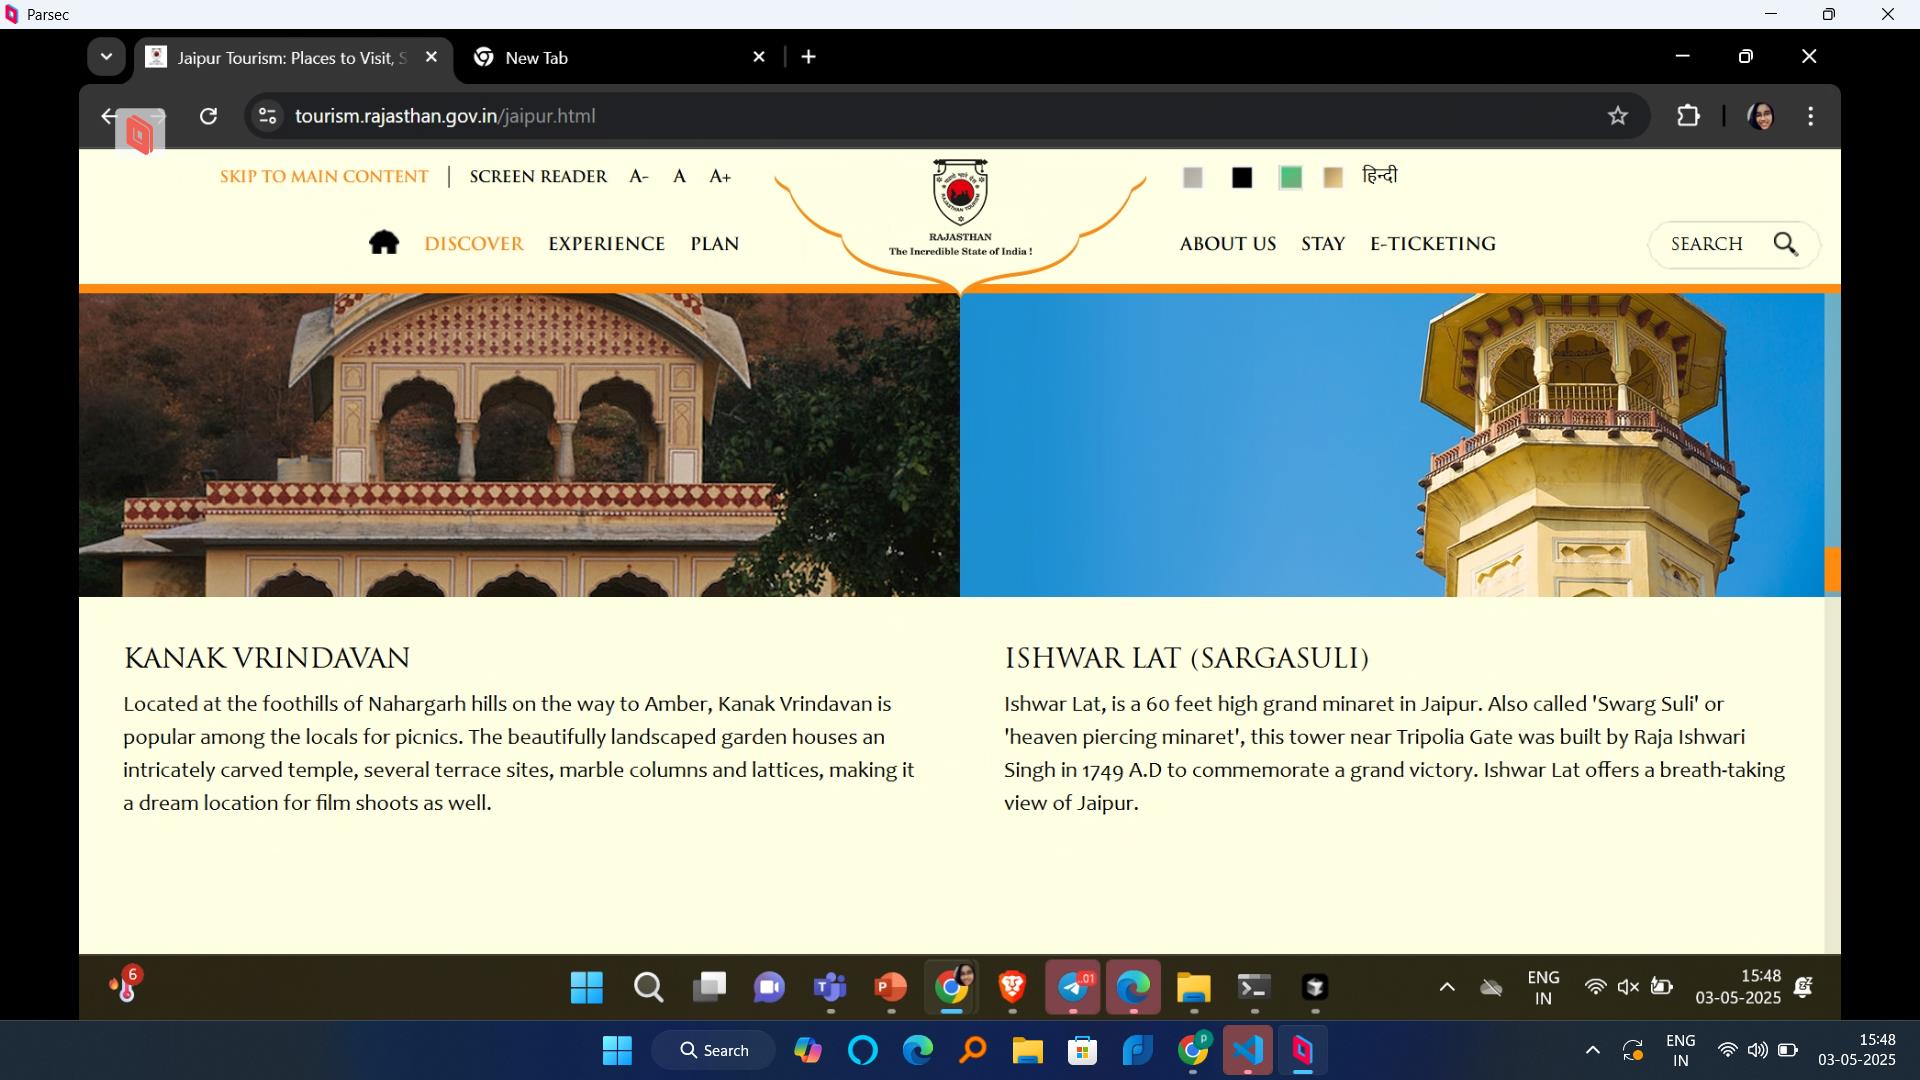 Parsec
Jaipur Tourism: Places to Visit, S
New Tab
tourism.rajasthan.gov.in/jaipur.html
SKIP TO MAIN CONTENT | SCREEN READER A- A A+
हिन्दी
DISCOVER EXPERIENCE PLAN
RAJASTHAN
The Incredible State of India !
ABOUT US STAY E-TICKETING
SEARCH
KANAK VRINDAVAN
Located at the foothills of Nahargarh hills on the way to Amber, Kanak Vrindavan is
popular among the locals for picnics. The beautifully landscaped garden houses an
intricately carved temple, several terrace sites, marble columns and lattices, making it
a dream location for film shoots as well.
ISHWAR LAT (SARGASULI)
Ishwar Lat, is a 60 feet high grand minaret in Jaipur. Also called 'Swarg Suli' or
'heaven piercing minaret', this tower near Tripolia Gate was built by Raja Ishwari
Singh in 1749 A.D to commemorate a grand victory. Ishwar Lat offers a breath-taking
view of Jaipur.
6
.01
ENG
IN
15:48
03-05-2025
Search
ENG
IN
15:48
03-05-2025